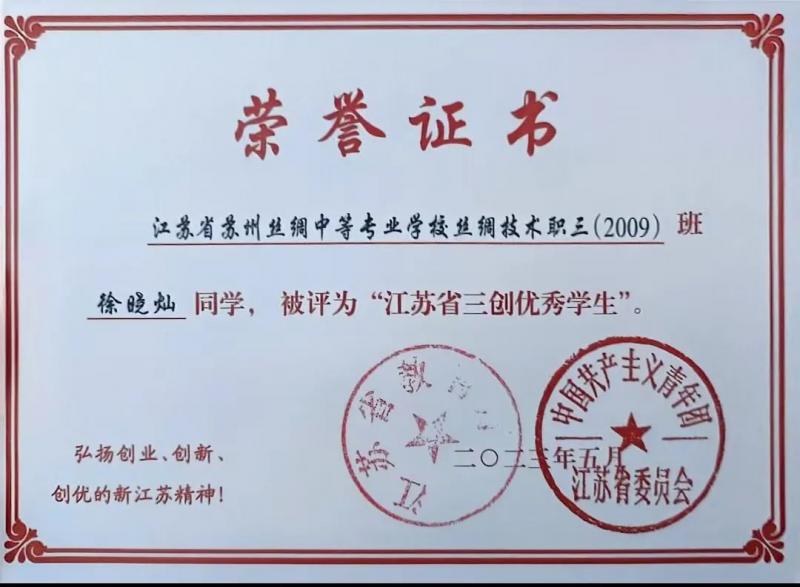 荣誉证书
江苏省苏州丝绸中等专业学校丝绸技术职三(2009) 班
徐晓灿 同学，被评为“江苏省三创优秀学生”。
弘扬创业、创新、
创优的新江苏精神！
江苏省教
二〇二三年五月
中国共产主义青年团
江苏省委员会